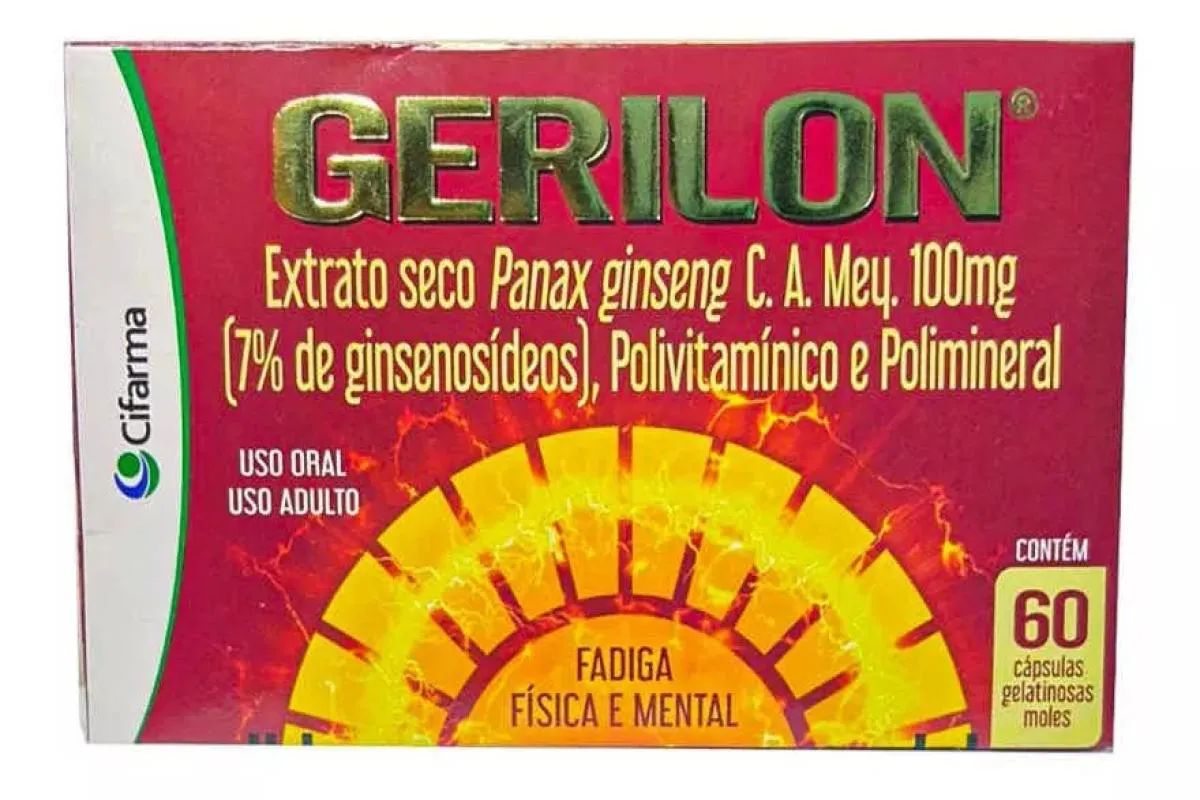 GERILON®
Extrato seco Panax ginseng C. A. Mey. 100mg
(7% de ginsenosídeos), Polivitamínico e Polimineral
Cifarma
USO ORAL
USO ADULTO
CONTÉM
60
cápsulas
gelatinosas
moles
FADIGA
FÍSICA E MENTAL